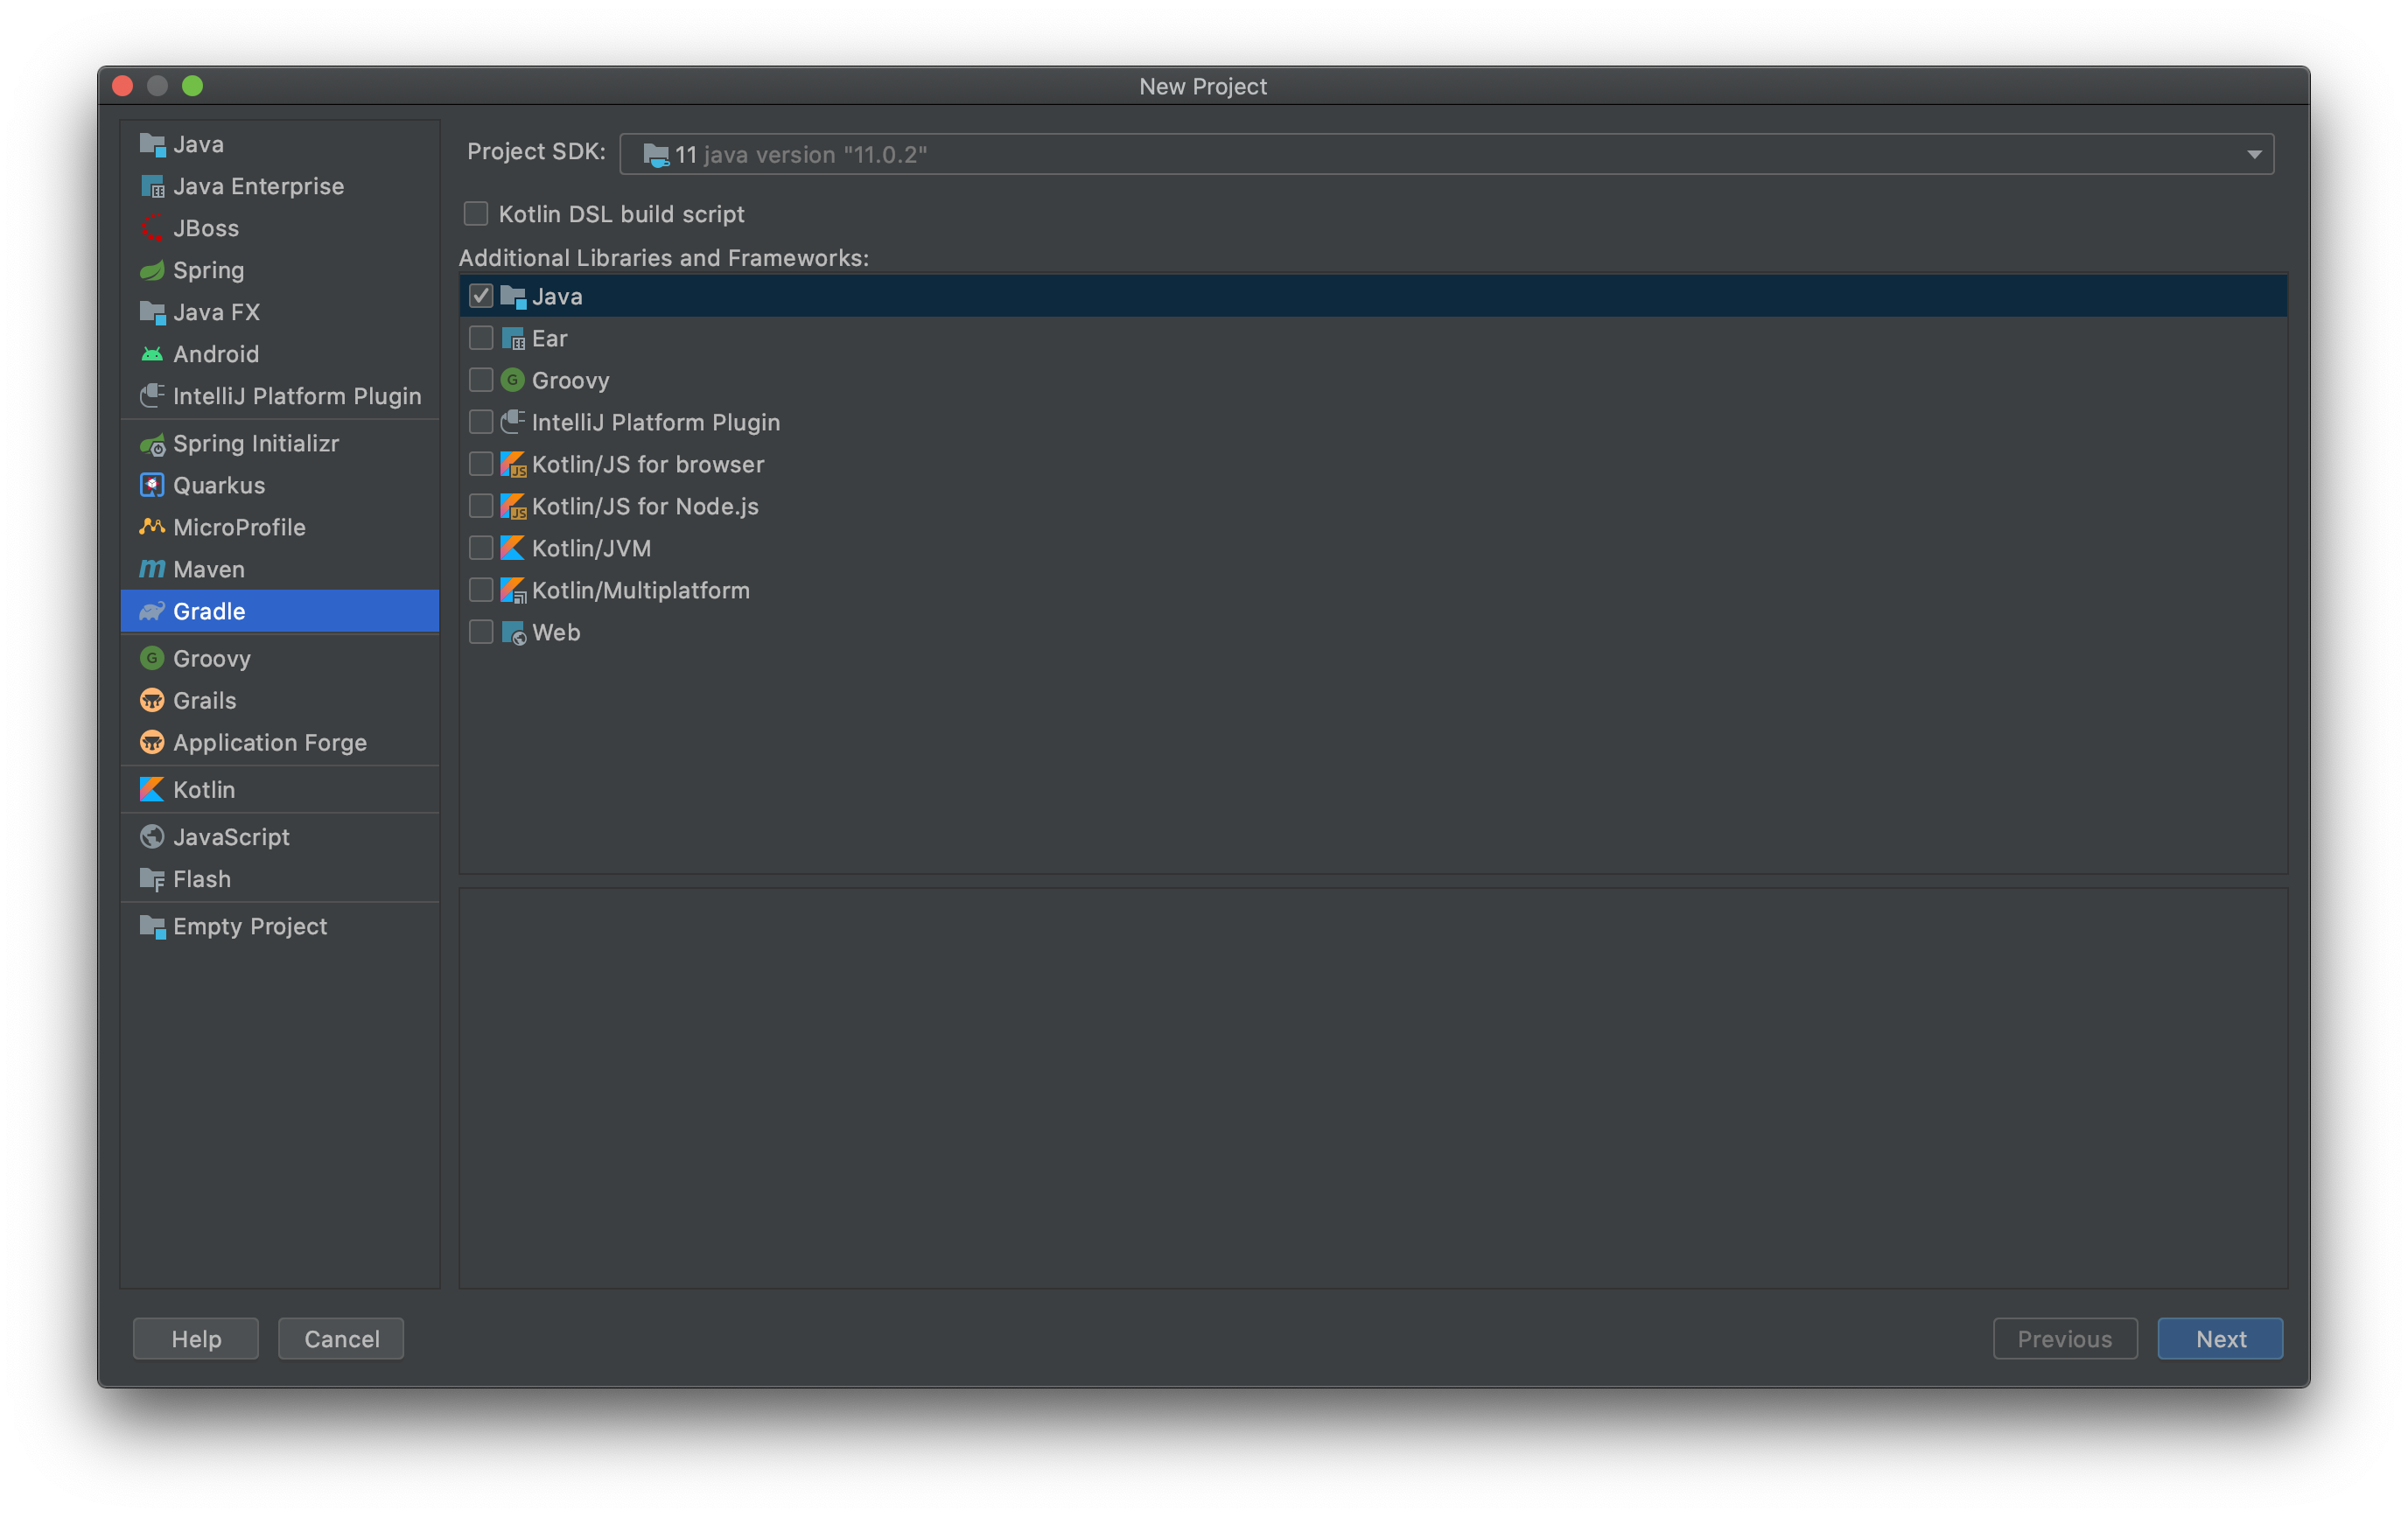 New Project
Java
Java Enterprise
JBoss
Spring
Java FX
Android
IntelliJ Platform Plugin
Spring Initializr
Quarkus
MicroProfile
Maven
Gradle
Groovy
Grails
Application Forge
Kotlin
JavaScript
Flash
Empty Project
Project SDK: 11 java version "11.0.2"
Kotlin DSL build script
Additional Libraries and Frameworks:
Java
Ear
Groovy
IntelliJ Platform Plugin
Kotlin/JS for browser
Kotlin/JS for Node.js
Kotlin/JVM
Kotlin/Multiplatform
Web
Help Cancel Previous Next